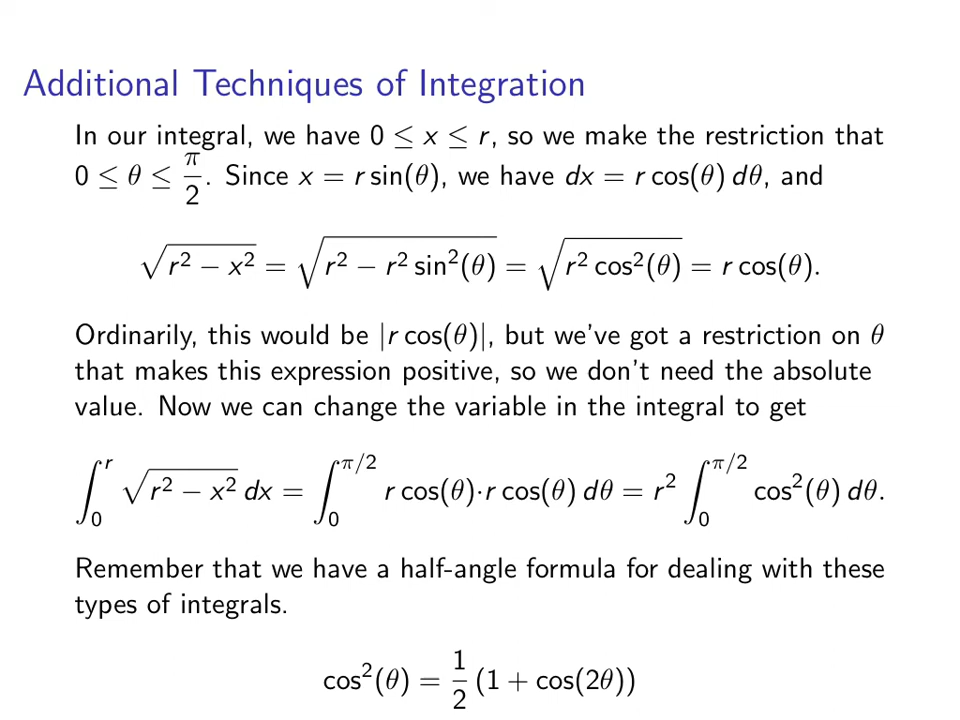 Additional Techniques of Integration
In our integral, we have 0 ≤ x ≤ r, so we make the restriction that
0 ≤ θ ≤ π/2. Since x = r sin(θ), we have dx = r cos(θ) dθ, and
√(r² − x²) = √(r² − r² sin²(θ)) = √(r² cos²(θ)) = r cos(θ).
Ordinarily, this would be |r cos(θ)|, but we've got a restriction on θ
that makes this expression positive, so we don't need the absolute
value. Now we can change the variable in the integral to get
∫₀^r √(r² − x²) dx = ∫₀^{π/2} r cos(θ)·r cos(θ) dθ = r² ∫₀^{π/2} cos²(θ) dθ.
Remember that we have a half-angle formula for dealing with these
types of integrals.
cos²(θ) = 1/2 (1 + cos(2θ))